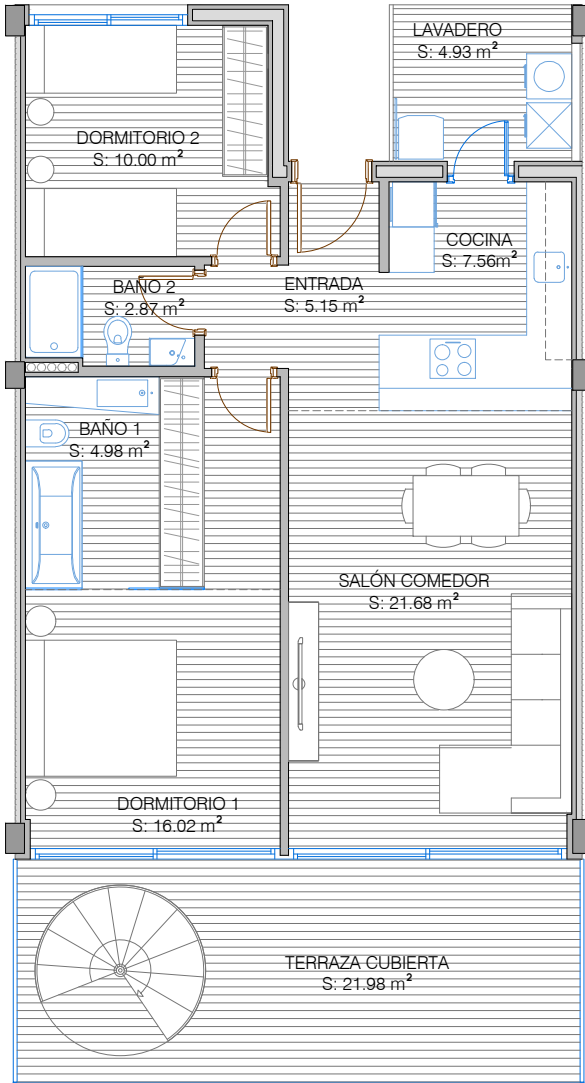 LAVADERO
S: 4.93 m²
DORMITORIO 2
S: 10.00 m²
COCINA
S: 7.56m²
BAÑO 2
S: 2.87 m²
ENTRADA
S: 5.15 m²
BAÑO 1
S: 4.98 m²
SALÓN COMEDOR
S: 21.68 m²
DORMITORIO 1
S: 16.02 m²
TERRAZA CUBIERTA
S: 21.98 m²